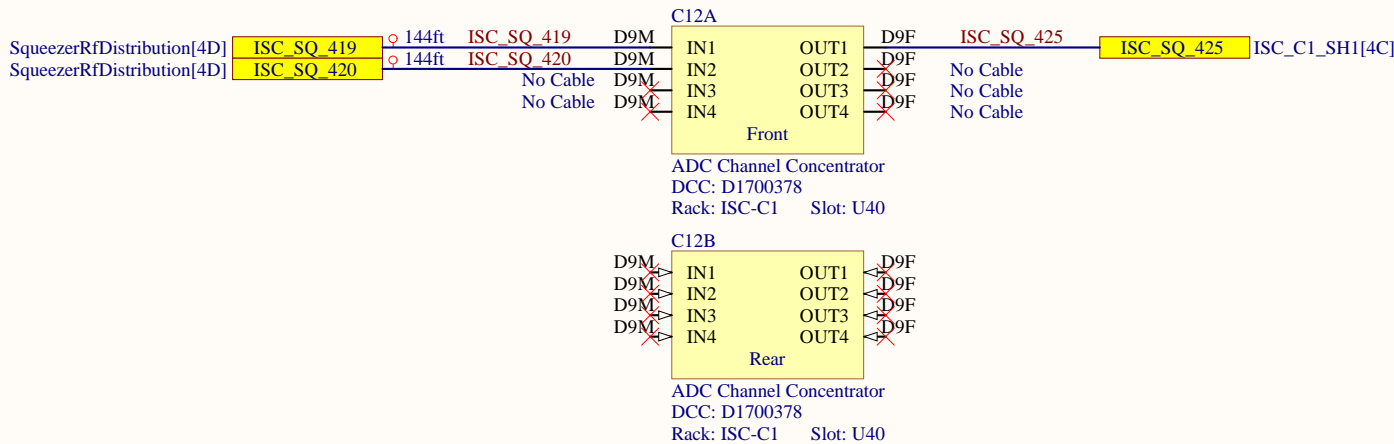 C12A
SqueezerRfDistribution[4D] ISC_SQ_419 144ft ISC_SQ_419 D9M IN1 OUT1 D9F ISC_SQ_425 ISC_SQ_425 ISC_C1_SH1[4C]
SqueezerRfDistribution[4D] ISC_SQ_420 144ft ISC_SQ_420 D9M IN2 OUT2 D9F No Cable
No Cable D9M IN3 OUT3 D9F No Cable
No Cable D9M IN4 OUT4 D9F No Cable
Front
ADC Channel Concentrator
DCC: D1700378
Rack: ISC-C1 Slot: U40
C12B
D9M IN1 OUT1 D9F
D9M IN2 OUT2 D9F
D9M IN3 OUT3 D9F
D9M IN4 OUT4 D9F
Rear
ADC Channel Concentrator
DCC: D1700378
Rack: ISC-C1 Slot: U40